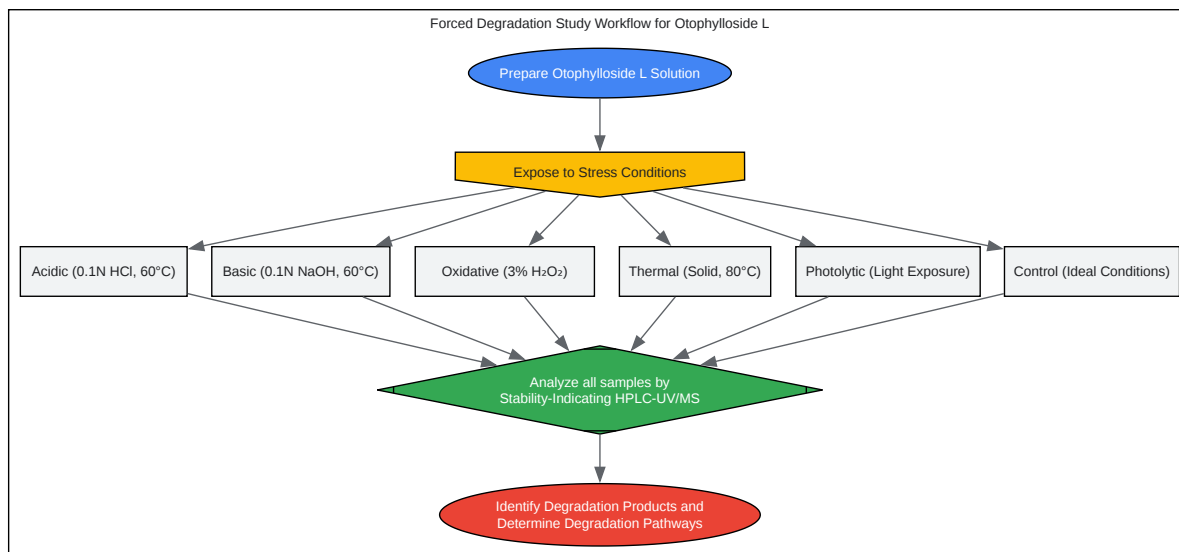 Forced Degradation Study Workflow for Otophylloside L
Prepare Otophylloside L Solution
Expose to Stress Conditions
Acidic (0.1N HCl, 60°C)
Basic (0.1N NaOH, 60°C)
Oxidative (3% H₂O₂)
Thermal (Solid, 80°C)
Photolytic (Light Exposure)
Control (Ideal Conditions)
Analyze all samples by
Stability-Indicating HPLC-UV/MS
Identify Degradation Products and
Determine Degradation Pathways